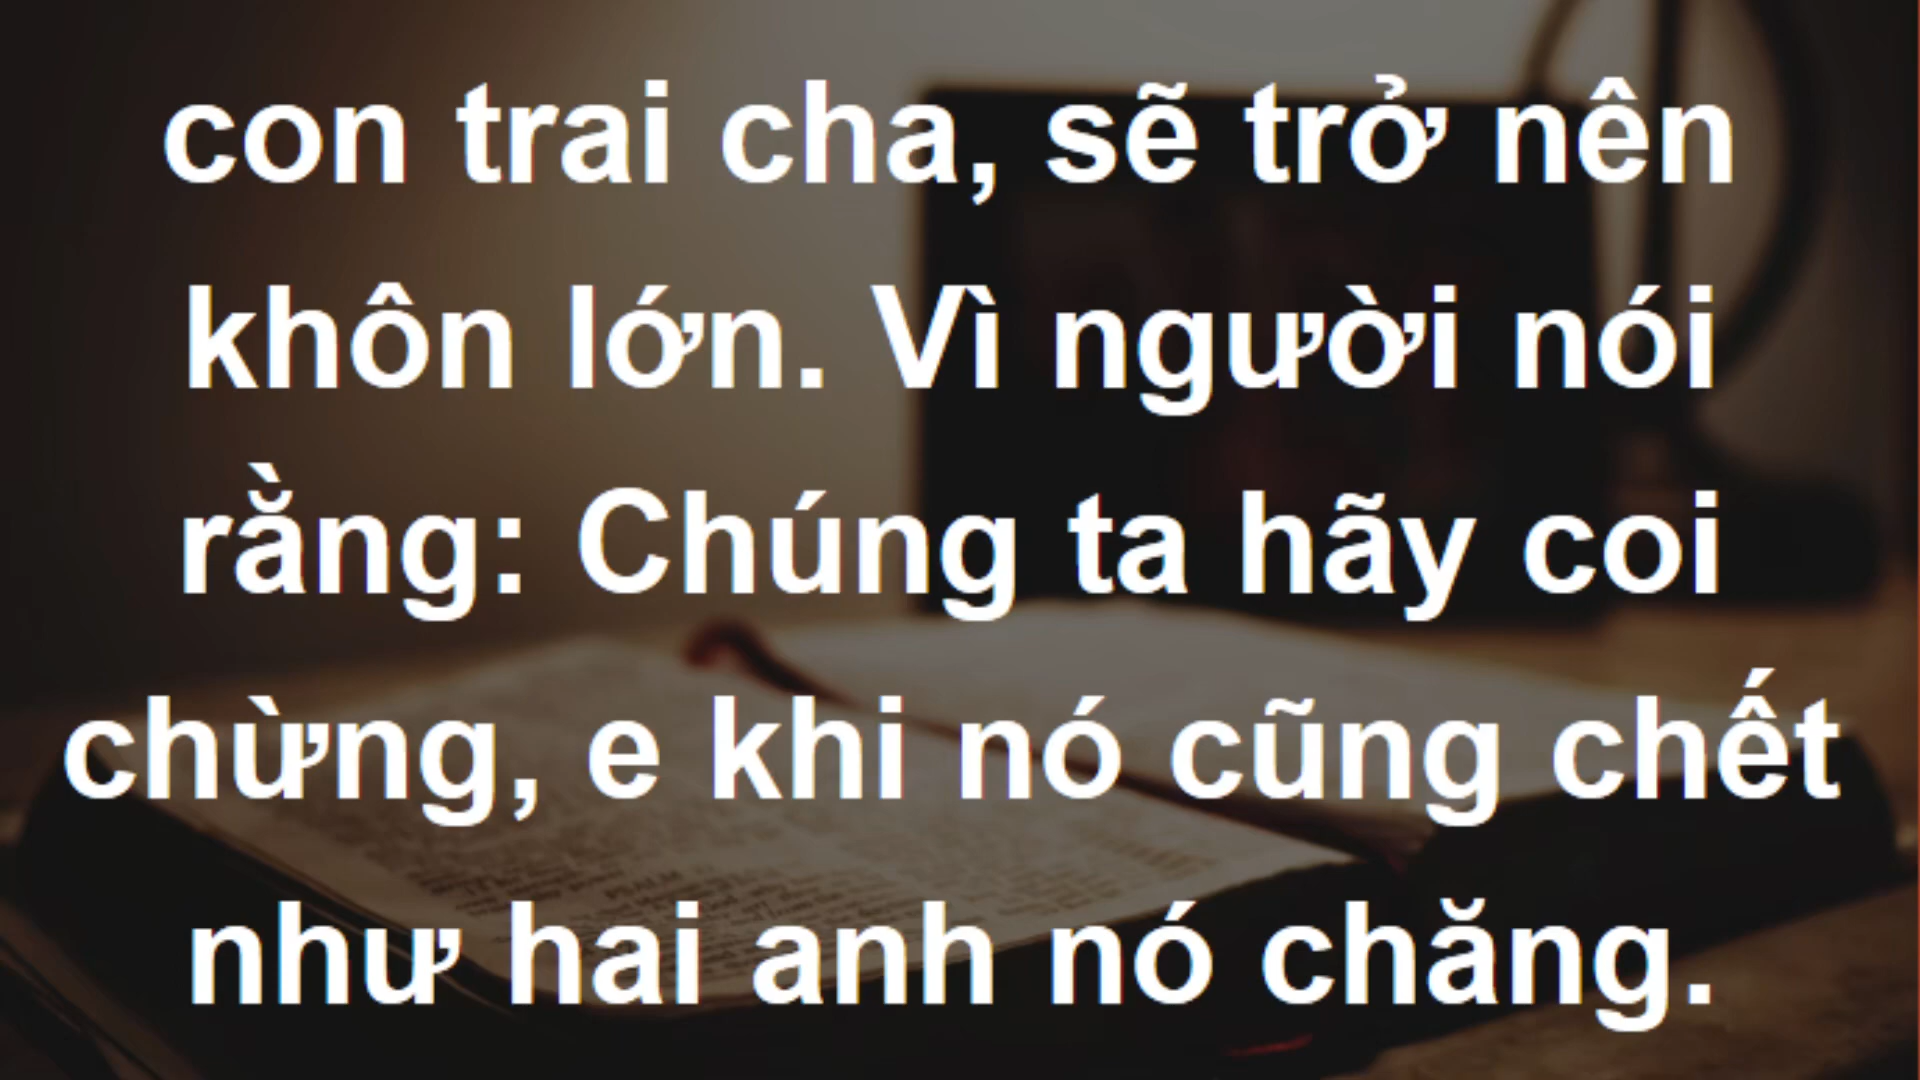 con trai cha, sẽ trở nên
khôn lớn. Vì người nói
rằng: Chúng ta hãy coi
chừng, e khi nó cũng chết
như hai anh nó chăng.